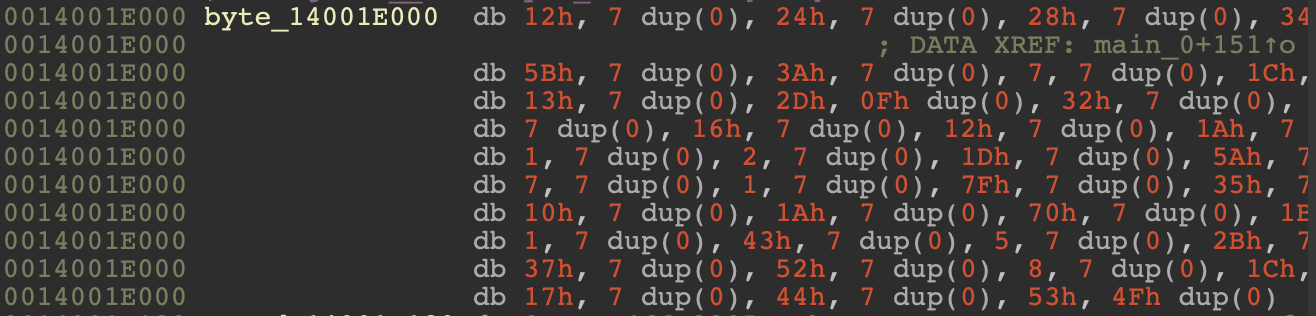 0014001E000 byte_14001E000 db 12h, 7 dup(0), 24h, 7 dup(0), 28h, 7 dup(0), 34
0014001E000 ; DATA XREF: main_0+151↑o
0014001E000 db 5Bh, 7 dup(0), 3Ah, 7 dup(0), 7, 7 dup(0), 1Ch,
0014001E000 db 13h, 7 dup(0), 2Dh, 0Fh dup(0), 32h, 7 dup(0),
0014001E000 db 7 dup(0), 16h, 7 dup(0), 12h, 7 dup(0), 1Ah, 7
0014001E000 db 1, 7 dup(0), 2, 7 dup(0), 1Dh, 7 dup(0), 5Ah, 7
0014001E000 db 7, 7 dup(0), 1, 7 dup(0), 7Fh, 7 dup(0), 35h, 7
0014001E000 db 10h, 7 dup(0), 1Ah, 7 dup(0), 70h, 7 dup(0), 1
0014001E000 db 1, 7 dup(0), 43h, 7 dup(0), 5, 7 dup(0), 2Bh, 7
0014001E000 db 37h, 7 dup(0), 52h, 7 dup(0), 8, 7 dup(0), 1Ch,
0014001E000 db 17h, 7 dup(0), 44h, 7 dup(0), 53h, 4Fh dup(0)